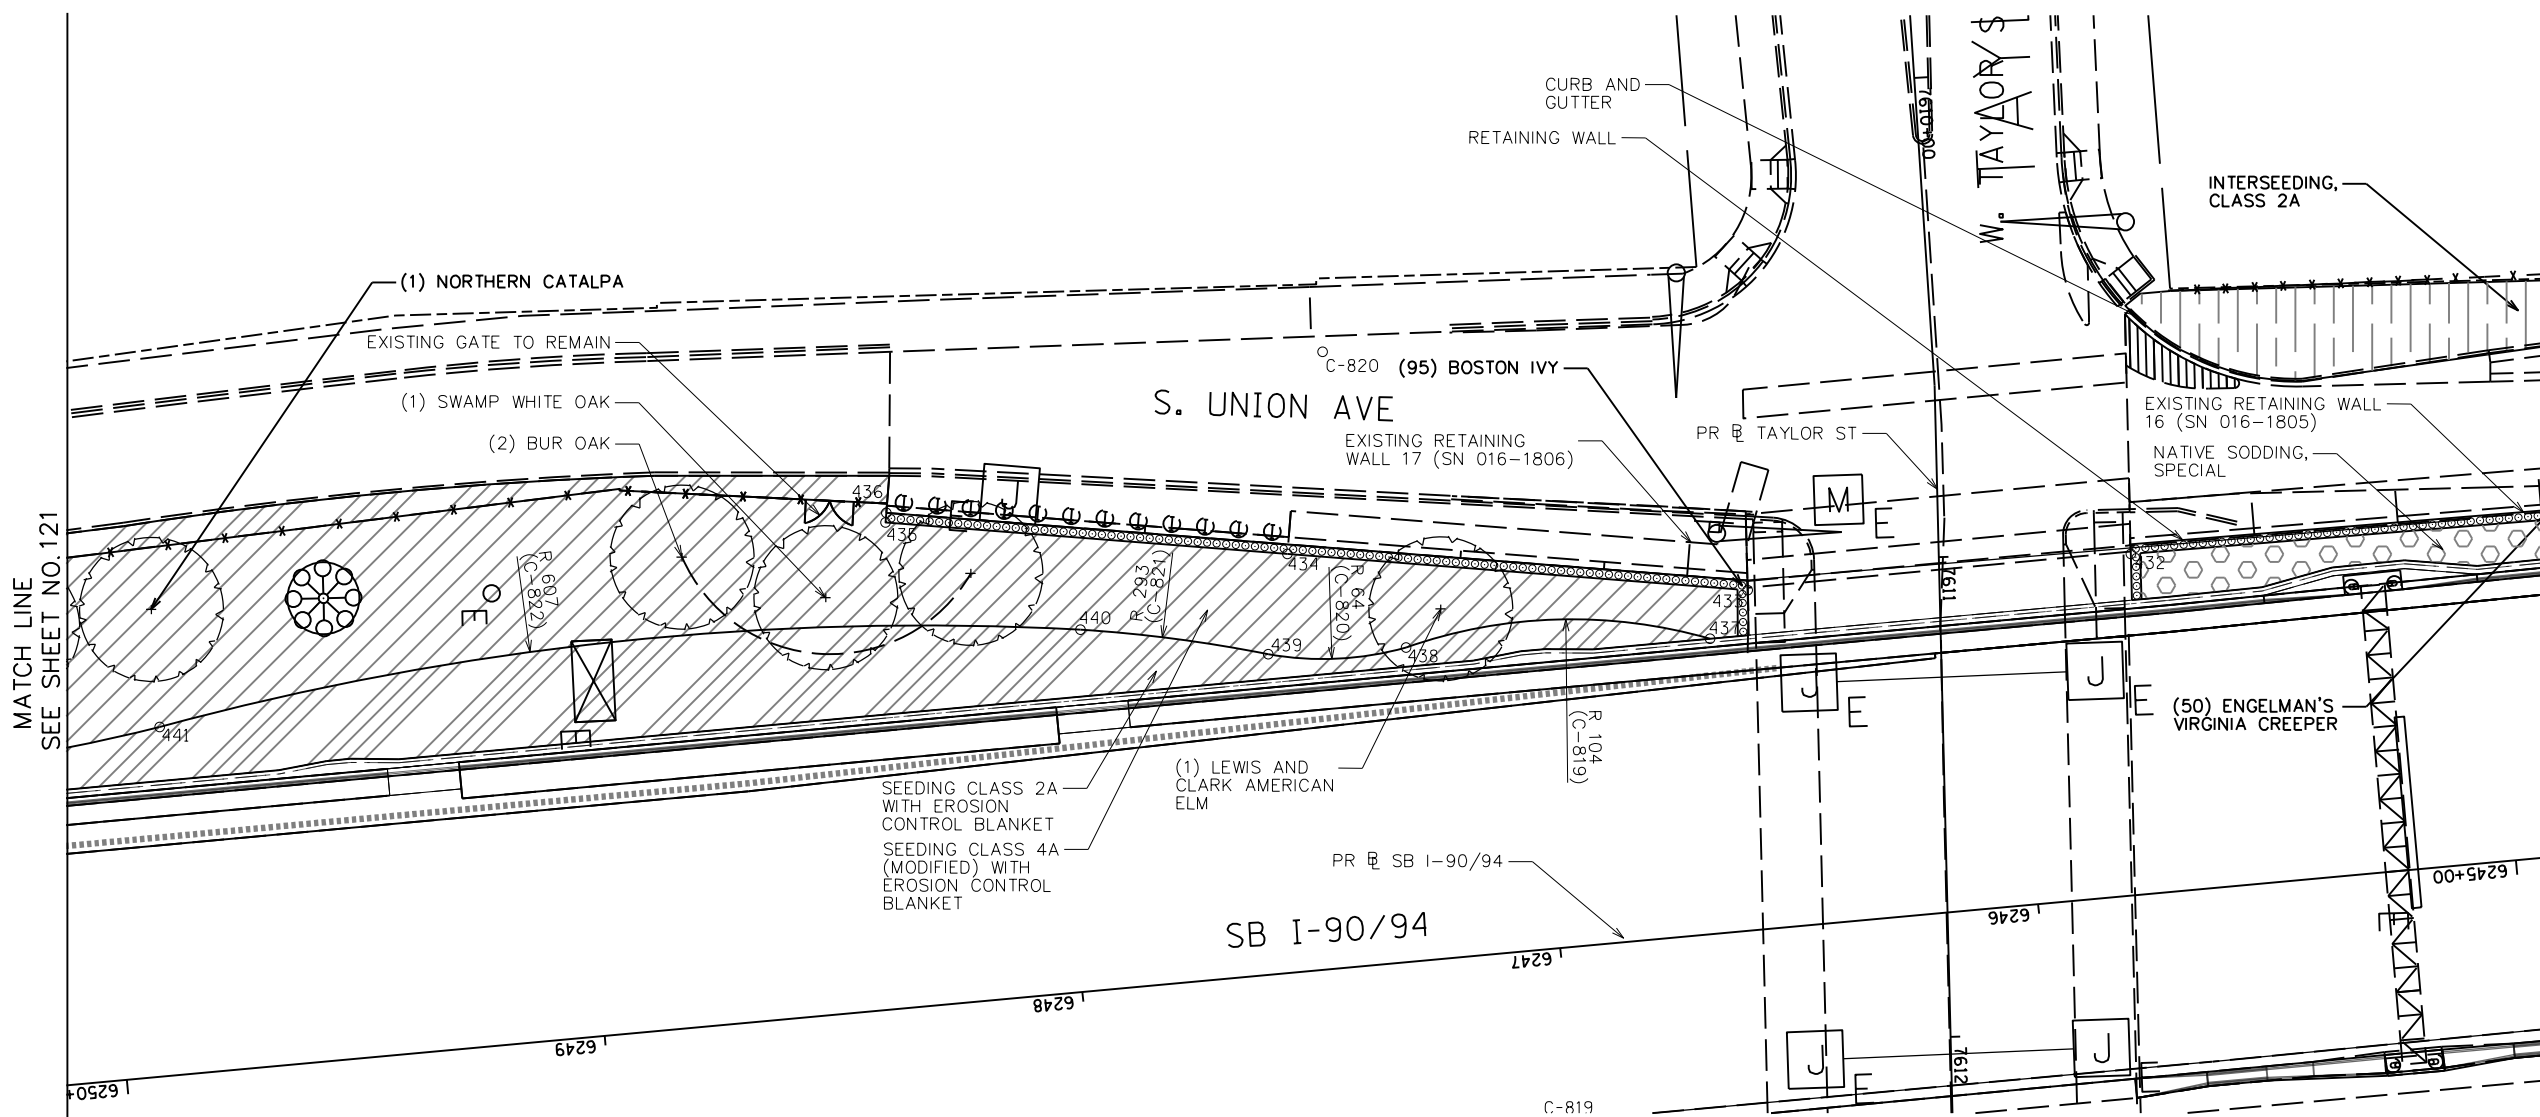 CURB AND
GUTTER
RETAINING WALL
W. TAYLOR S
7610+00
INTERSEEDING,
CLASS 2A
(1) NORTHERN CATALPA
EXISTING GATE TO REMAIN
(1) SWAMP WHITE OAK
(2) BUR OAK
C-820
(95) BOSTON IVY
S. UNION AVE
EXISTING RETAINING
WALL 17 (SN 016-1806)
PR BL TAYLOR ST
EXISTING RETAINING WALL
16 (SN 016-1805)
NATIVE SODDING,
SPECIAL
MATCH LINE
SEE SHEET NO. 121
436
435
434
J
M
E
432
R 607
(C-822)
R 293
(C-821)
R 64
(C-820)
E
440
439
438
437
441
E
7611
J
E
J
E
R 104
(C-819)
(50) ENGELMAN'S
VIRGINIA CREEPER
SEEDING CLASS 2A
WITH EROSION
CONTROL BLANKET
SEEDING CLASS 4A
(MODIFIED) WITH
EROSION CONTROL
BLANKET
(1) LEWIS AND
CLARK AMERICAN
ELM
PR BL SB I-90/94
SB I-90/94
6245+00
6246
6247
6248
6249
6250+
J
E
J
E
7612
C-819